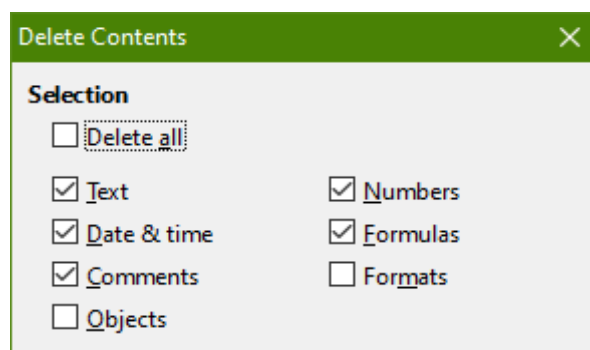 Delete Contents
Selection
Delete all
Text Numbers
Date & time Formulas
Comments Formats
Objects